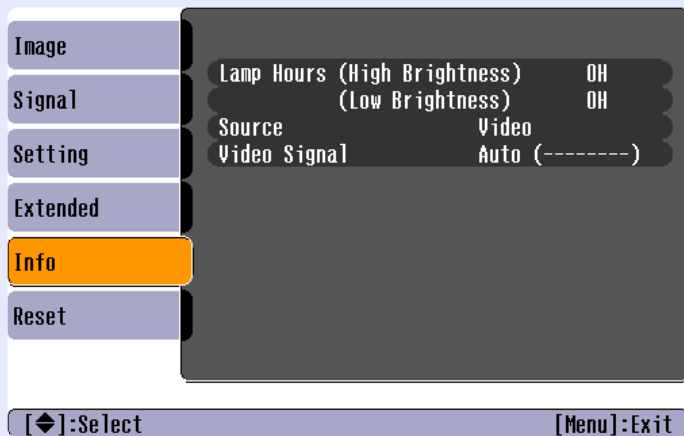 Image
Signal
Setting
Extended
Info
Reset
Lamp Hours (High Brightness) 0H
(Low Brightness) 0H
Source Video
Video Signal Auto (--------)
[◆]:Select [Menu]:Exit